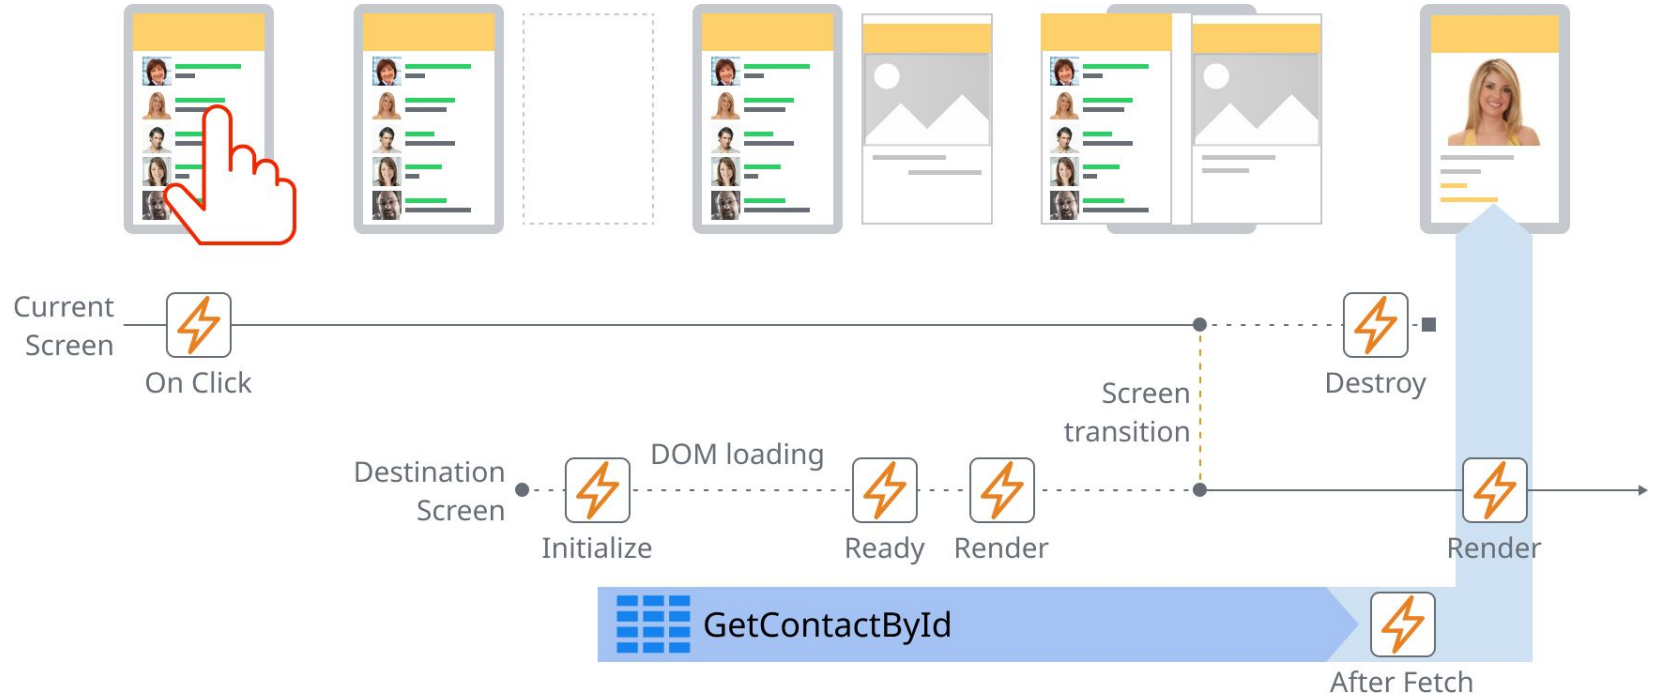 Current
Screen
On Click
Destroy
Screen
transition
Destination
Screen
DOM loading
Initialize
Ready
Render
Render
GetContactById
After Fetch